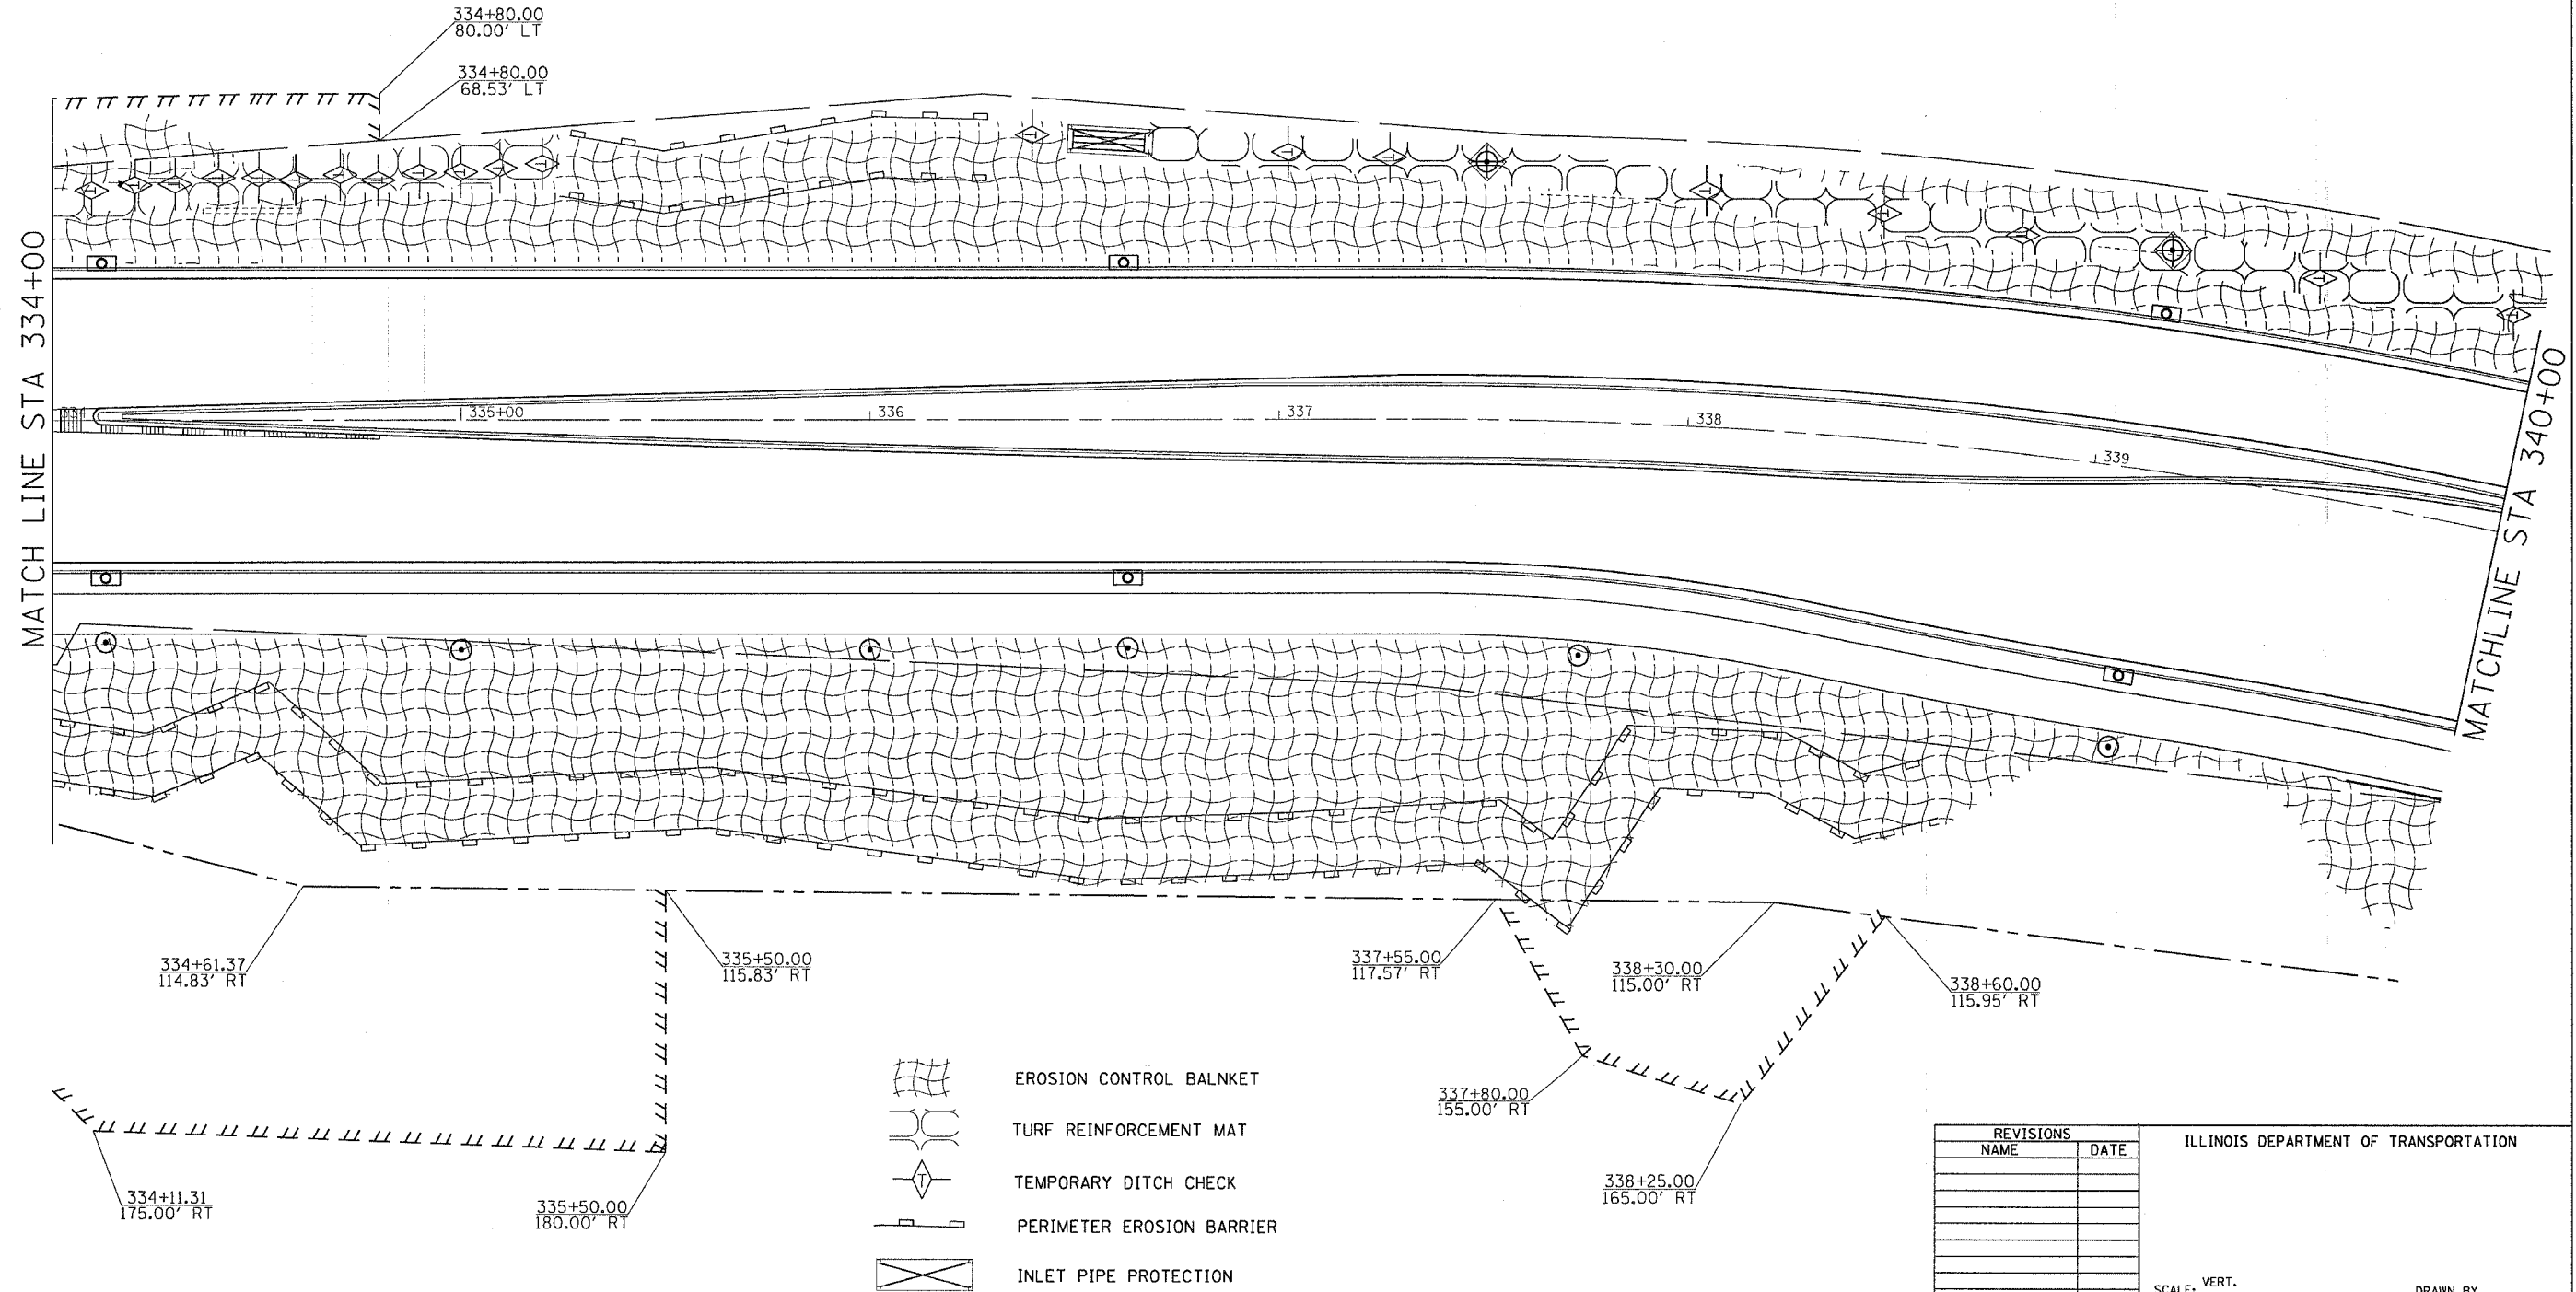 334+80.00
80.00' LT
334+80.00
68.53' LT
MATCH LINE STA 334+00
335+00
336
337
338
339
MATCHLINE STA 340+00
334+61.37
114.83' RT
335+50.00
115.83' RT
337+55.00
117.57' RT
338+30.00
115.00' RT
338+60.00
115.95' RT
334+11.31
175.00' RT
335+50.00
180.00' RT
337+80.00
155.00' RT
338+25.00
165.00' RT
EROSION CONTROL BALNKET
TURF REINFORCEMENT MAT
T TEMPORARY DITCH CHECK
PERIMETER EROSION BARRIER
INLET PIPE PROTECTION
REVISIONS
NAME DATE
ILLINOIS DEPARTMENT OF TRANSPORTATION
VERT.
SCALE:
DRAWN BY